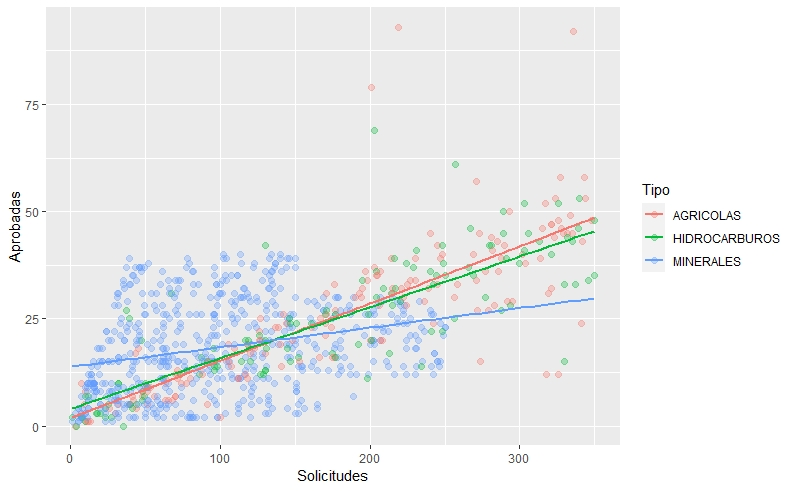 75
50
25
0
Aprobadas
0
100
200
300
Solicitudes
Tipo
AGRICOLAS
HIDROCARBUROS
MINERALES